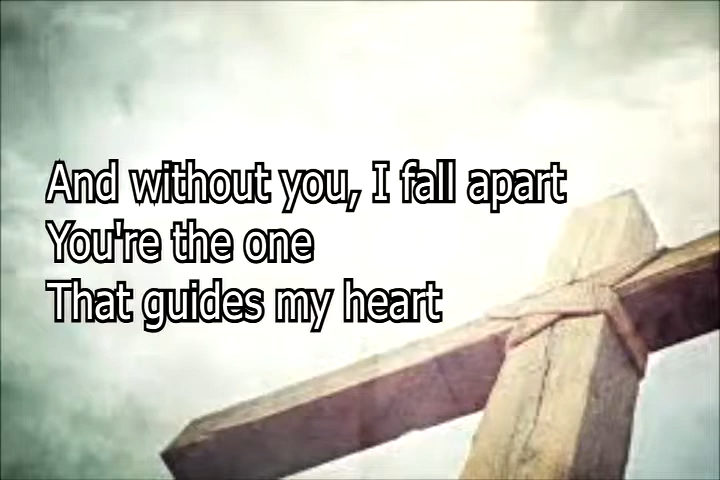 And without you, I fall apart
You're the one
That guides my heart